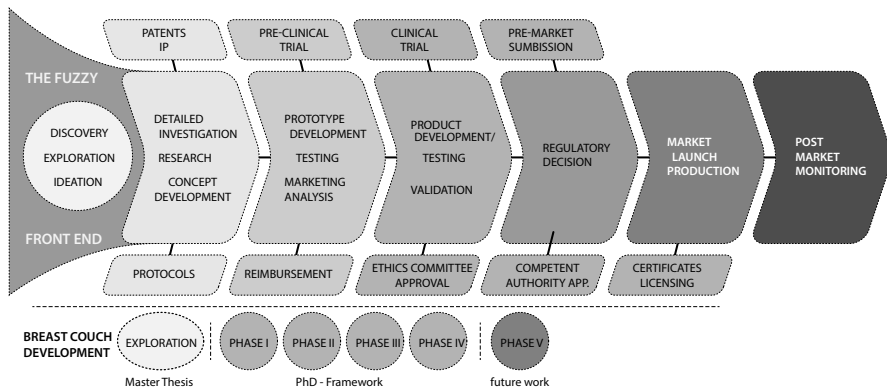 PATENTS
IP
PRE-CLINICAL
TRIAL
CLINICAL
TRIAL
PRE-MARKET
SUMBISSION
THE FUZZY
DISCOVERY
EXPLORATION
IDEATION
FRONT END
DETAILED
INVESTIGATION
RESEARCH
CONCEPT
DEVELOPMENT
PROTOTYPE
DEVELOPMENT
TESTING
MARKETING
ANALYSIS
PRODUCT
DEVELOPMENT/
TESTING
VALIDATION
REGULATORY
DECISION
MARKET
LAUNCH
PRODUCTION
POST
MARKET
MONITORING
PROTOCOLS
REIMBURSEMENT
ETHICS COMMITTEE
APPROVAL
COMPETENT
AUTHORITY APP.
CERTIFICATES
LICENSING
BREAST COUCH
DEVELOPMENT
EXPLORATION
PHASE I
PHASE II
PHASE III
PHASE IV
PHASE V
Master Thesis
PhD - Framework
future work